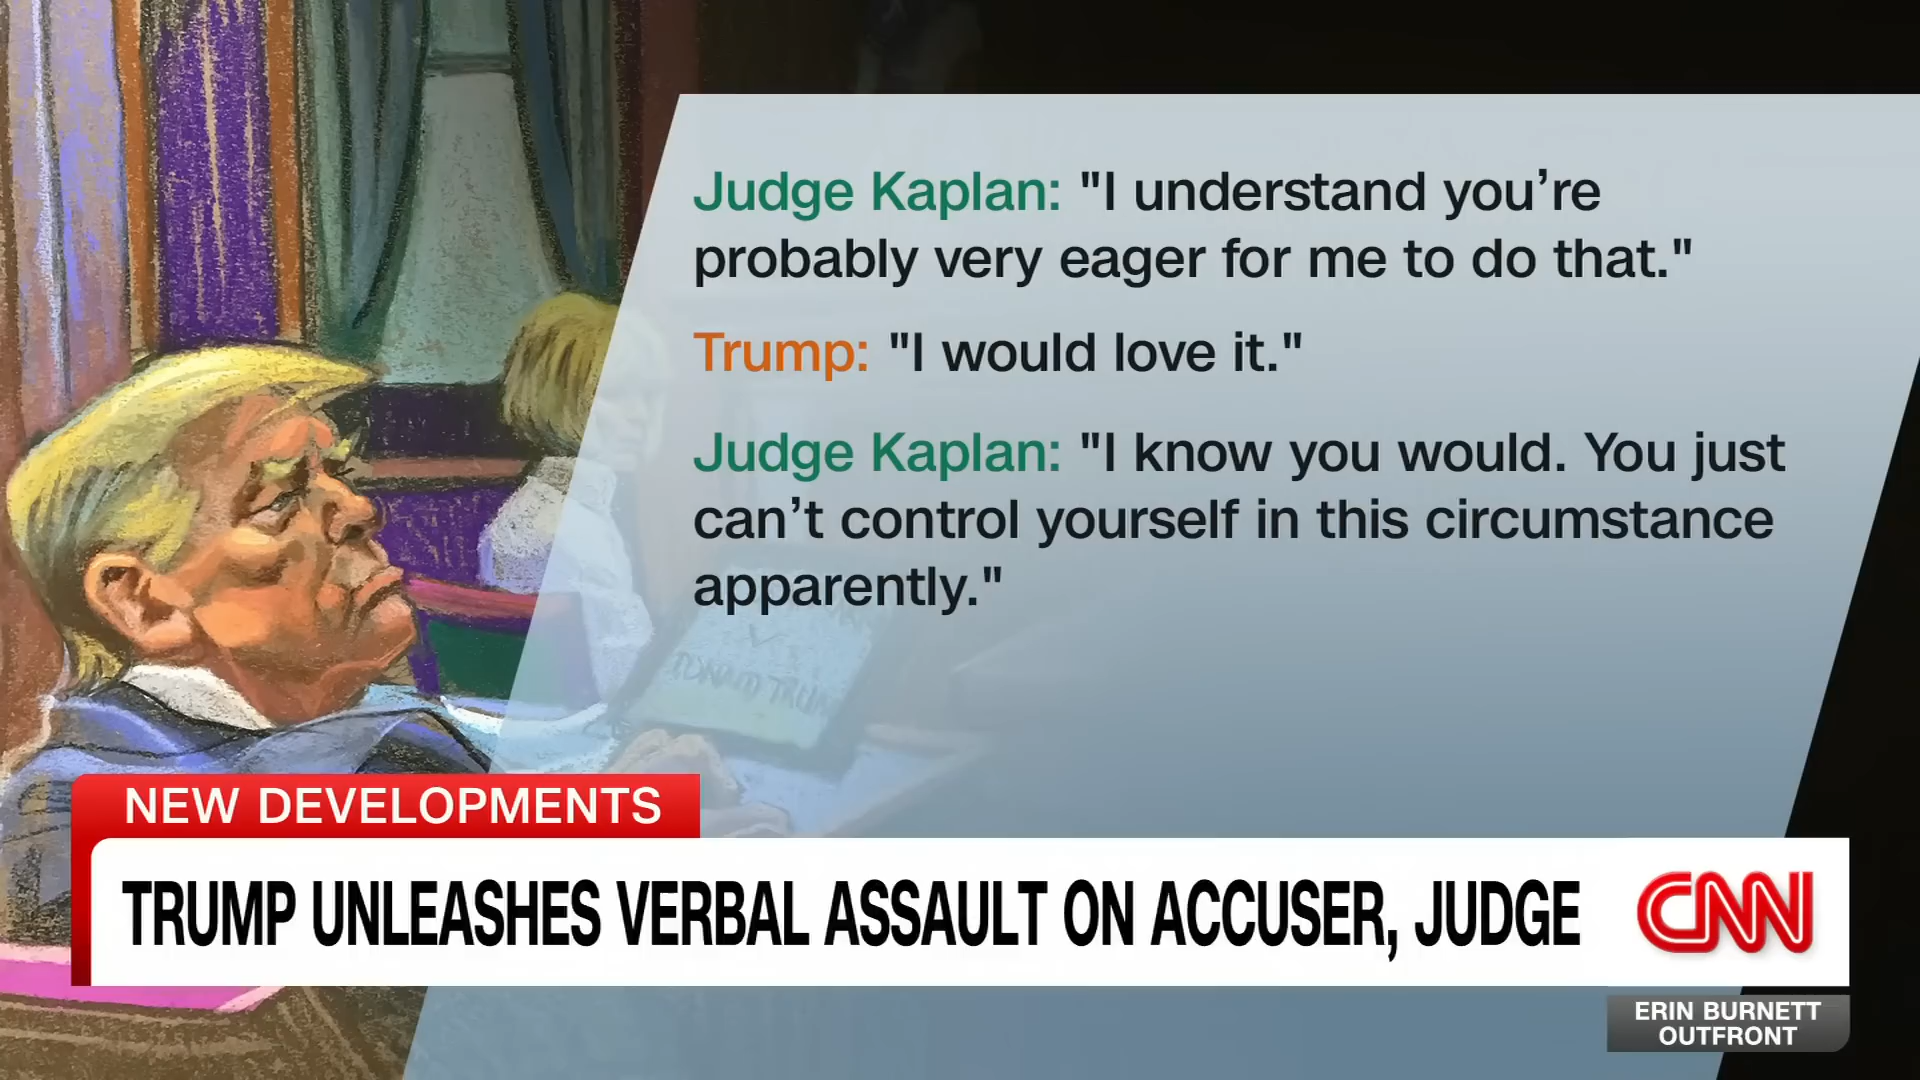 Judge Kaplan: "I understand you’re
probably very eager for me to do that."
Trump: "I would love it."
Judge Kaplan: "I know you would. You just
can’t control yourself in this circumstance
apparently."
V
DONALD TRUMP
NEW DEVELOPMENTS
TRUMP UNLEASHES VERBAL ASSAULT ON ACCUSER, JUDGE
CNN
ERIN BURNETT
OUTFRONT